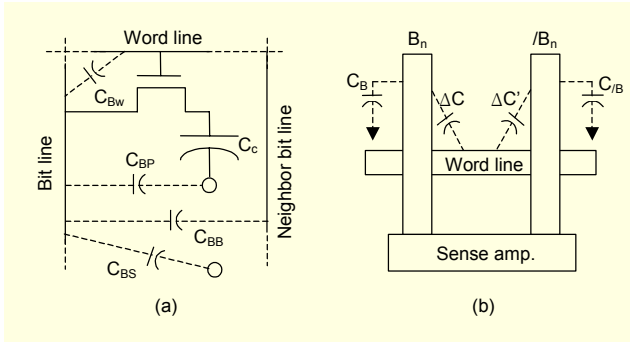 Word line
C_Bw
C_c
C_BP
C_BB
C_BS
Bit line
Neighbor bit line
(a)
B_n
/B_n
C_B
ΔC
ΔC'
C_/B
Word line
Sense amp.
(b)